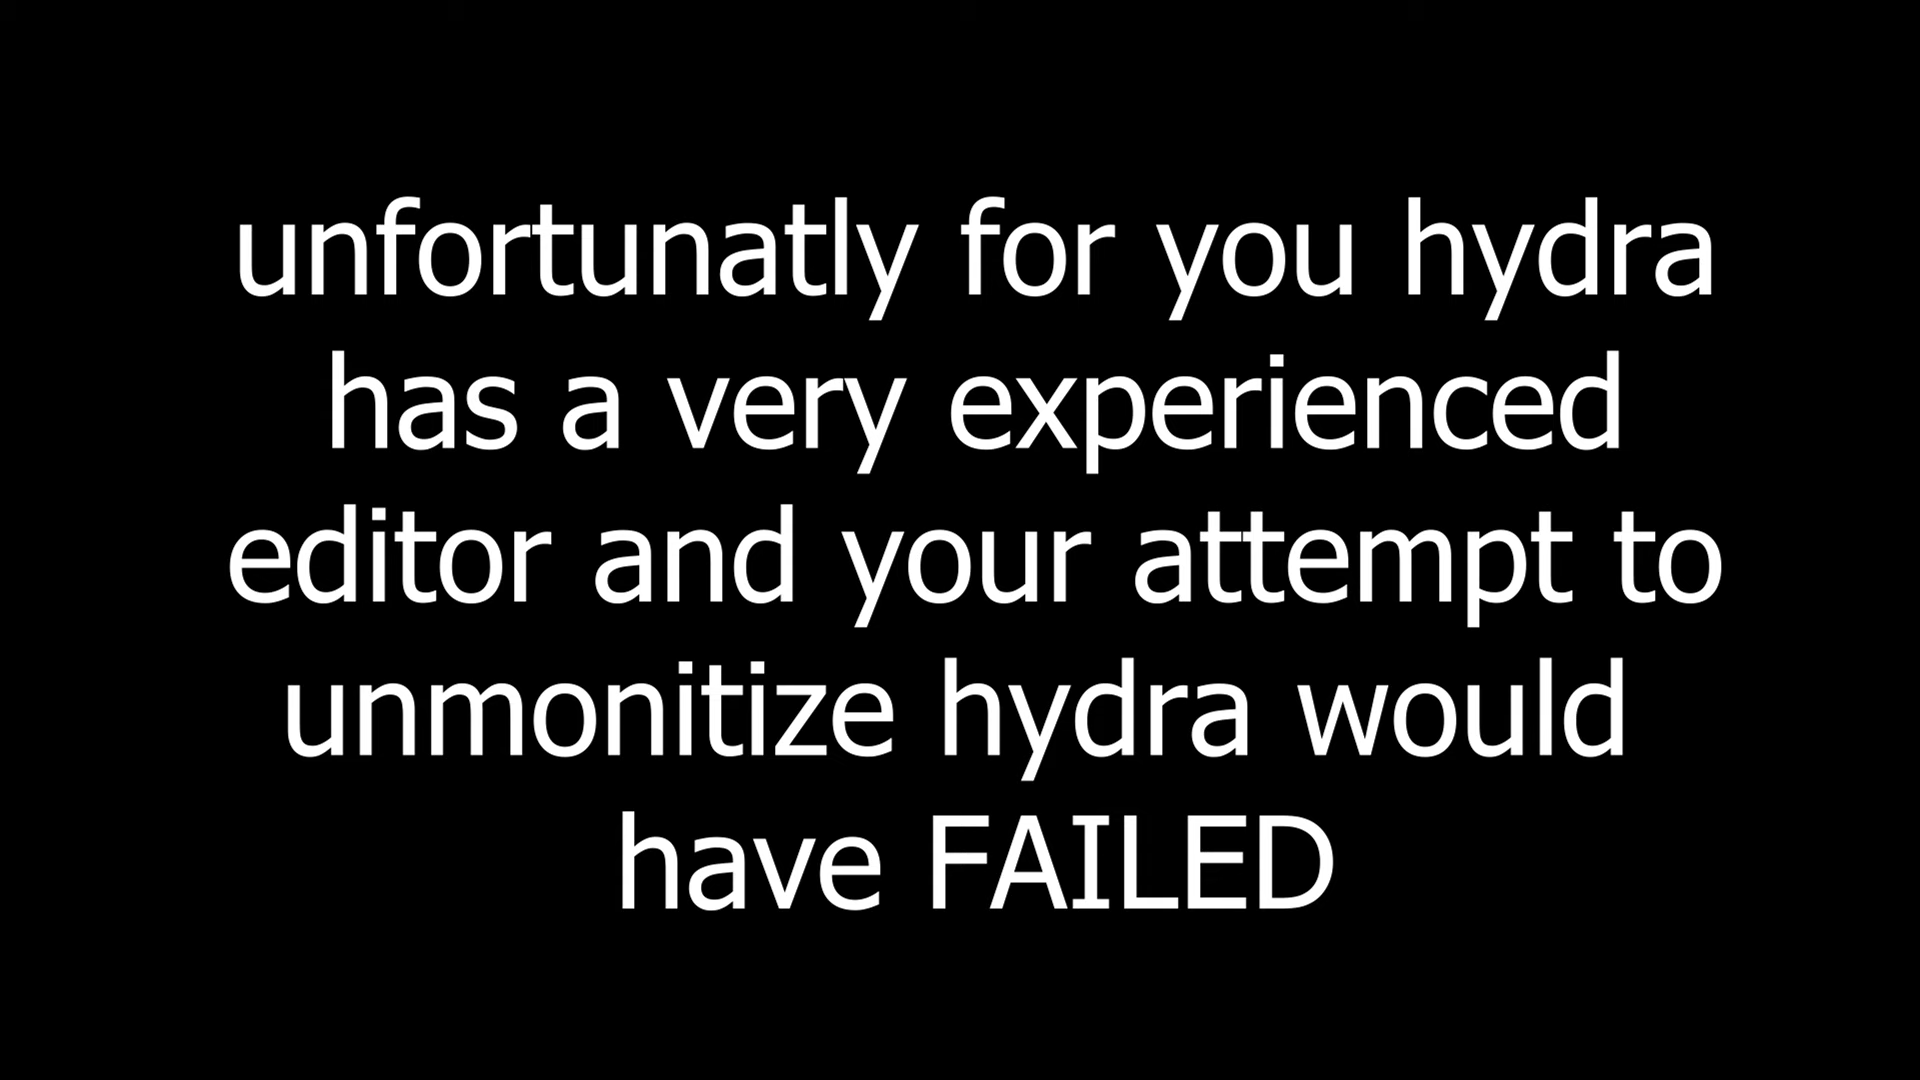 unfortunatly for you hydra
has a very experienced
editor and your attempt to
unmonitize hydra would
have FAILED